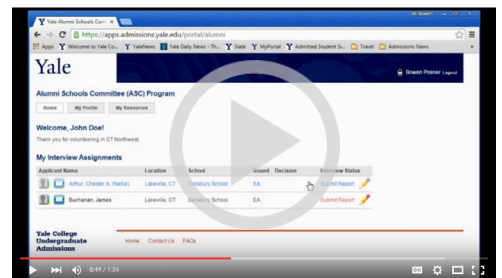 Yale Alumni Schools Com
https://apps.admissions.yale.edu/portal/alumni
Apps Welcome to Yale Co... YaleNews Yale Daily News - Th... Slate MyPortal Admitted Student Si... Travel Admissions News
Yale
Bowen Posner Logout
Alumni Schools Committee (ASC) Program
Home My Profile My Resources
Welcome, John Doe!
Thank you for volunteering in CT Northwest.
My Interview Assignments
Applicant Name Location School Round Decision Interview Status
Arthur, Chester A. (Nellie) Lakeville, CT Salisbury School EA Submit Report
Buchanan, James Lakeville, CT Salisbury School EA Submit Report
Yale College
Undergraduate
Admissions
Home Contact Us FAQs
0:44 / 1:39